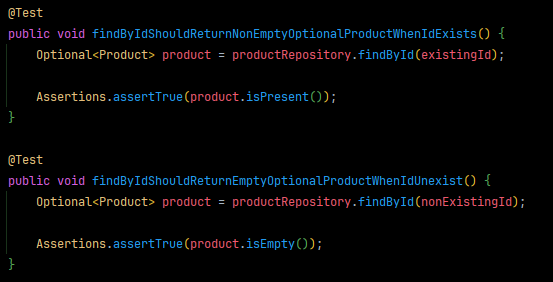 @Test
public void findByIdShouldReturnNonEmptyOptionalProductWhenIdExists() {
    Optional<Product> product = productRepository.findById(existingId);

    Assertions.assertTrue(product.isPresent());
}

@Test
public void findByIdShouldReturnEmptyOptionalProductWhenIdUnexist() {
    Optional<Product> product = productRepository.findById(nonExistingId);

    Assertions.assertTrue(product.isEmpty());
}